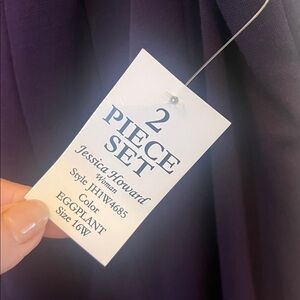 2
PIECE
SET
Jessica Howard
Woman
Style JH1W4685
Color
EGGPLANT
Size 16W